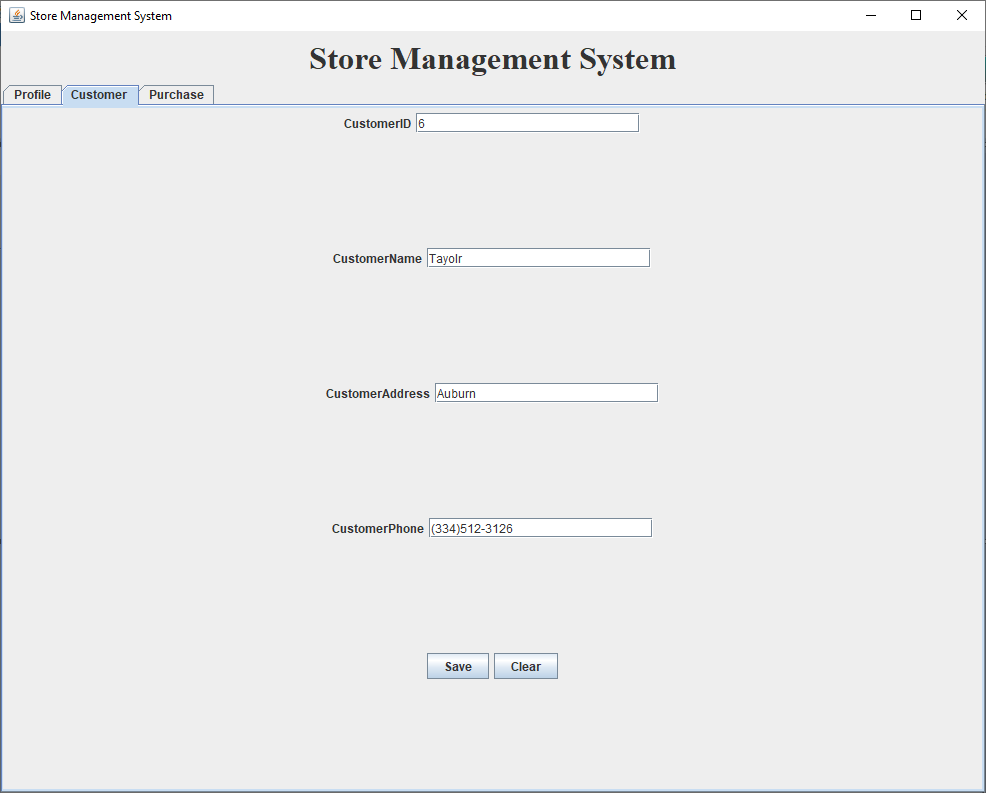 Store Management System
Store Management System
Profile Customer Purchase
CustomerID 6
CustomerName Tayolr
CustomerAddress Auburn
CustomerPhone (334)512-3126
Save Clear